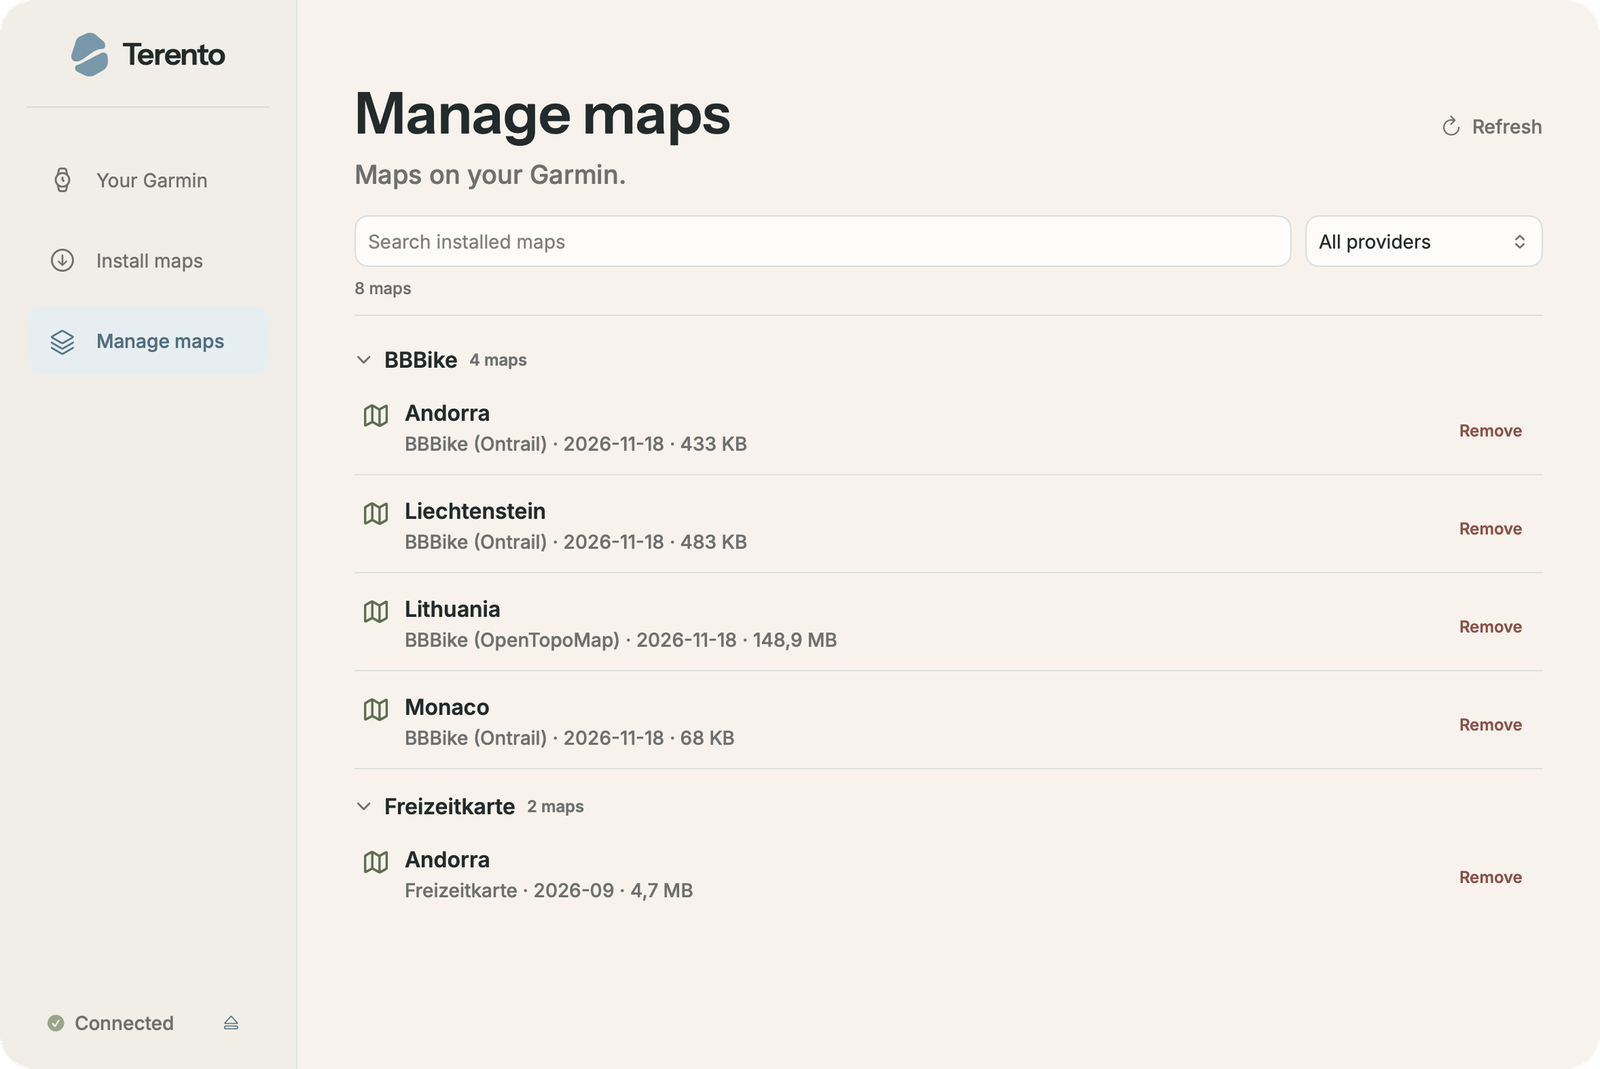 Terento
Your Garmin
Install maps
Manage maps
Connected
Manage maps
Refresh
Maps on your Garmin.
Search installed maps
All providers
8 maps
BBBike 4 maps
Andorra
BBBike (Ontrail) · 2026-11-18 · 433 KB
Remove
Liechtenstein
BBBike (Ontrail) · 2026-11-18 · 483 KB
Remove
Lithuania
BBBike (OpenTopoMap) · 2026-11-18 · 148,9 MB
Remove
Monaco
BBBike (Ontrail) · 2026-11-18 · 68 KB
Remove
Freizeitkarte 2 maps
Andorra
Freizeitkarte · 2026-09 · 4,7 MB
Remove